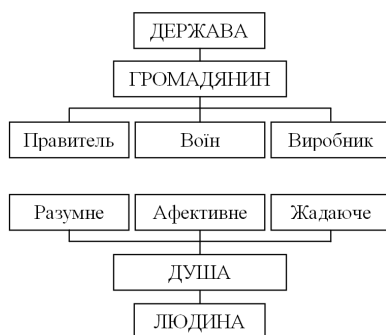 ДЕРЖАВА
ГРОМАДЯНИН
Правитель Воїн Виробник
Разумне Афективне Жадаюче
ДУША
ЛЮДИНА